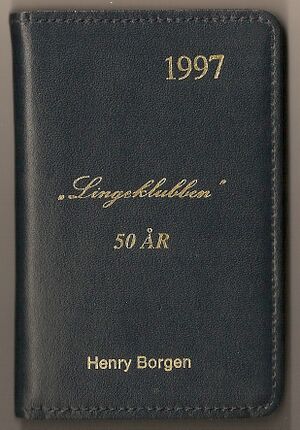 1997
„Lingeklubben”
50 ÅR
Henry Borgen